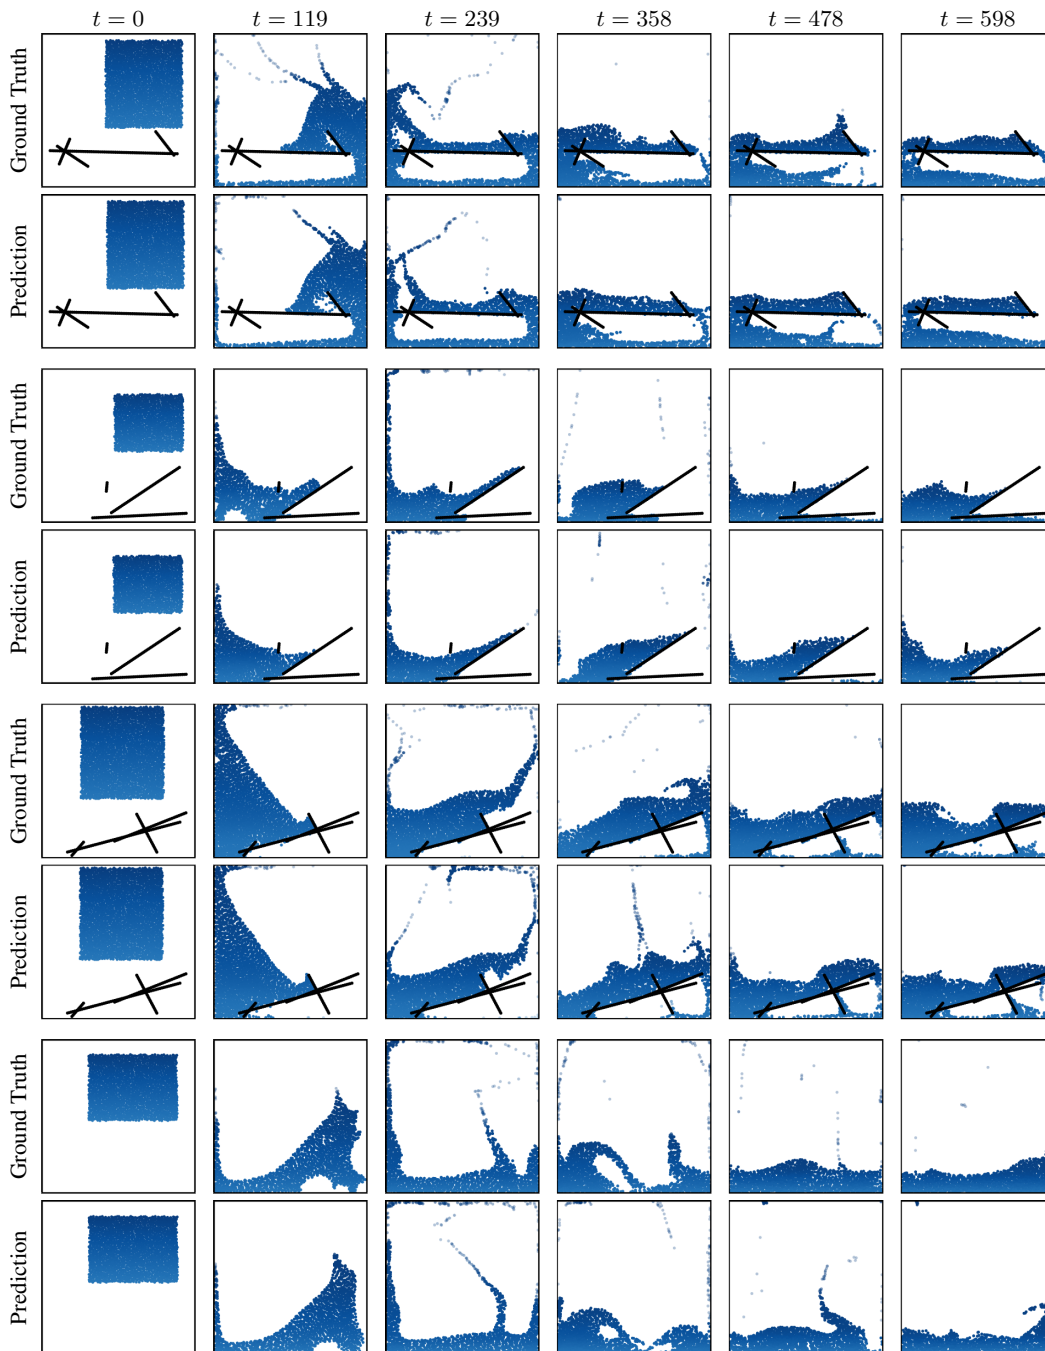 t = 0 t = 119 t = 239 t = 358 t = 478 t = 598
Ground Truth
Prediction
Ground Truth
Prediction
Ground Truth
Prediction
Ground Truth
Prediction